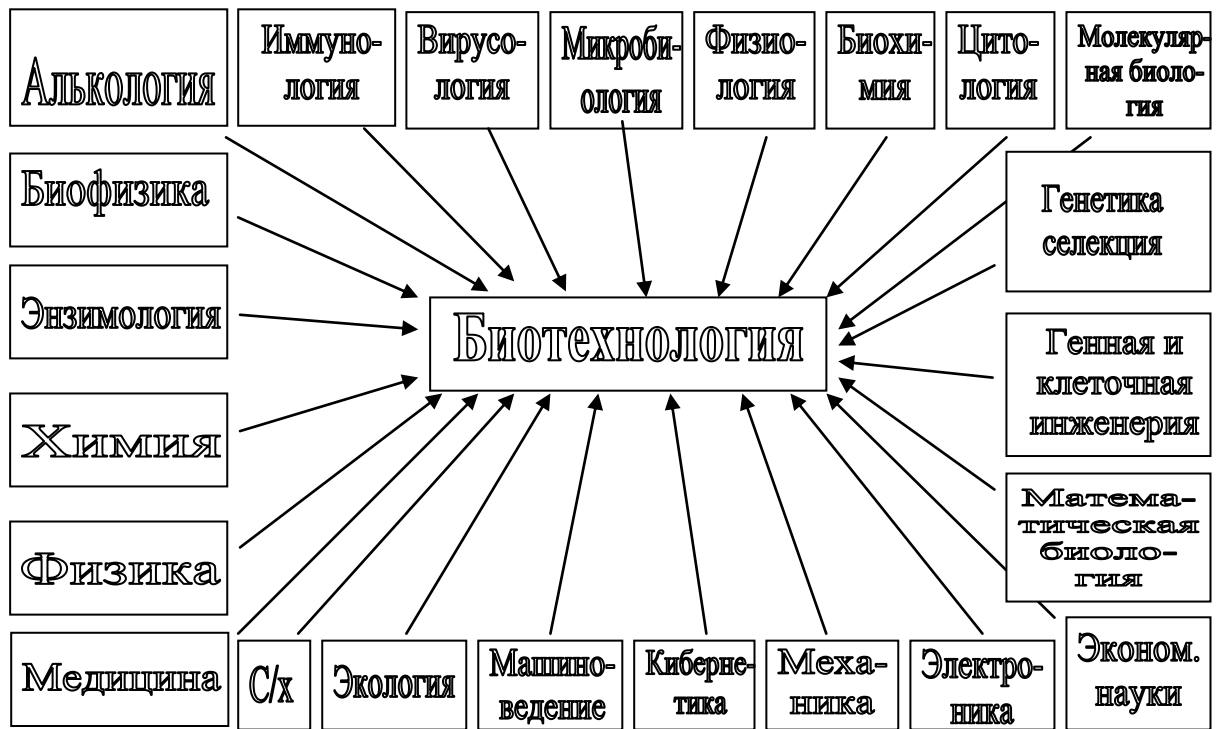 Алькология
Иммуно-
логия
Вирусо-
логия
Микроби-
ология
Физио-
логия
Биохи-
мия
Цито-
логия
Молекуляр-
ная биоло-
гия
Биофизика
Генетика
селекция
Энзимология
Биотехнология
Генная и
клеточная
инженерия
Химия
Матема-
тическая
биоло-
гия
Физика
Медицина
С/х
Экология
Машино-
ведение
Киберне-
тика
Меха-
ника
Электро-
ника
Эконом.
науки